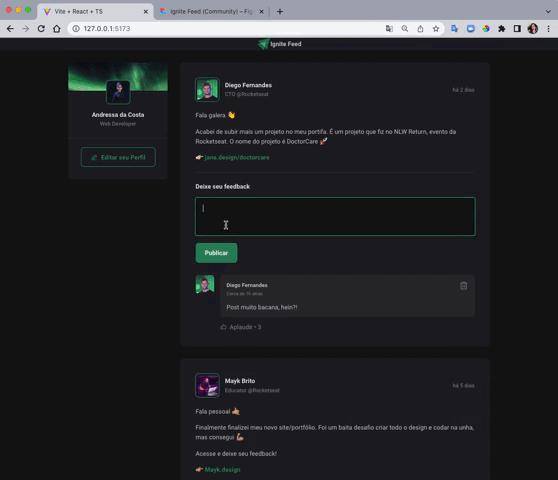 Vite + React + TS
Ignite Feed (Community) – Fig
127.0.0.1:5173
Ignite Feed
Diego Fernandes
CTO @Rocketseat
há 2 dias
Andressa da Costa
Web Developer
Editar seu Perfil
Fala galera 👋
Acabei de subir mais um projeto no meu portifa. É um projeto que fiz no NLW Return, evento da
Rocketseat. O nome do projeto é DoctorCare 🚀
👉 jane.design/doctorcare
Deixe seu feedback
Publicar
Diego Fernandes
Cerca de 1h atrás
Post muito bacana, hein?!
Aplaudir • 3
Mayk Brito
Educator @Rocketseat
há 5 dias
Fala pessoal 🤙
Finalmente finalizei meu novo site/portfólio. Foi um baita desafio criar todo o design e codar na unha,
mas consegui 💪🏻
Acesse e deixe seu feedback!
👉 Mayk.design